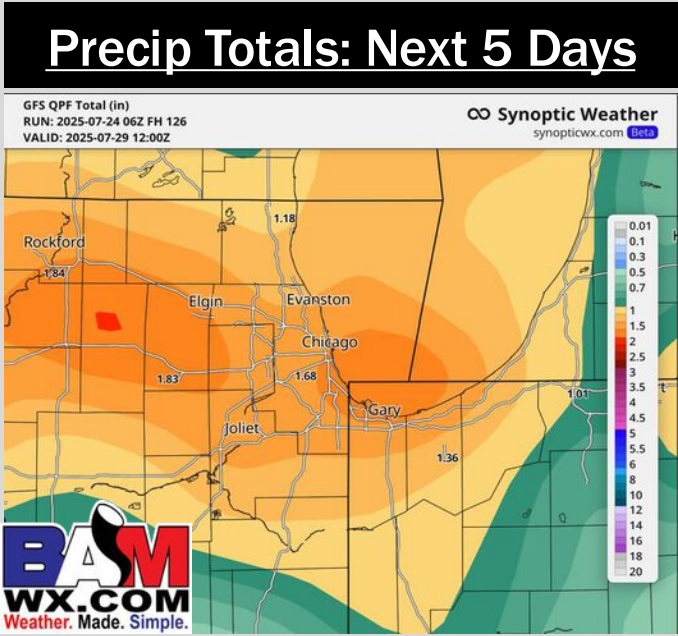 Precip Totals: Next 5 Days
GFS QPF Total (in)
RUN: 2025-07-24 06Z FH 126
VALID: 2025-07-29 12:00Z
Synoptic Weather
synopticwx.com Beta
1.18
Rockford
1.84
Elgin
Evanston
Chicago
1.83
1.68
Gary
1.01
Joliet
1.36
0.01
0.1
0.3
0.5
0.7
1
1.5
2
2.5
3
3.5
4
4.5
5
5.5
6
8
10
12
14
16
18
20
BAM
WX.COM
Weather. Made. Simple.